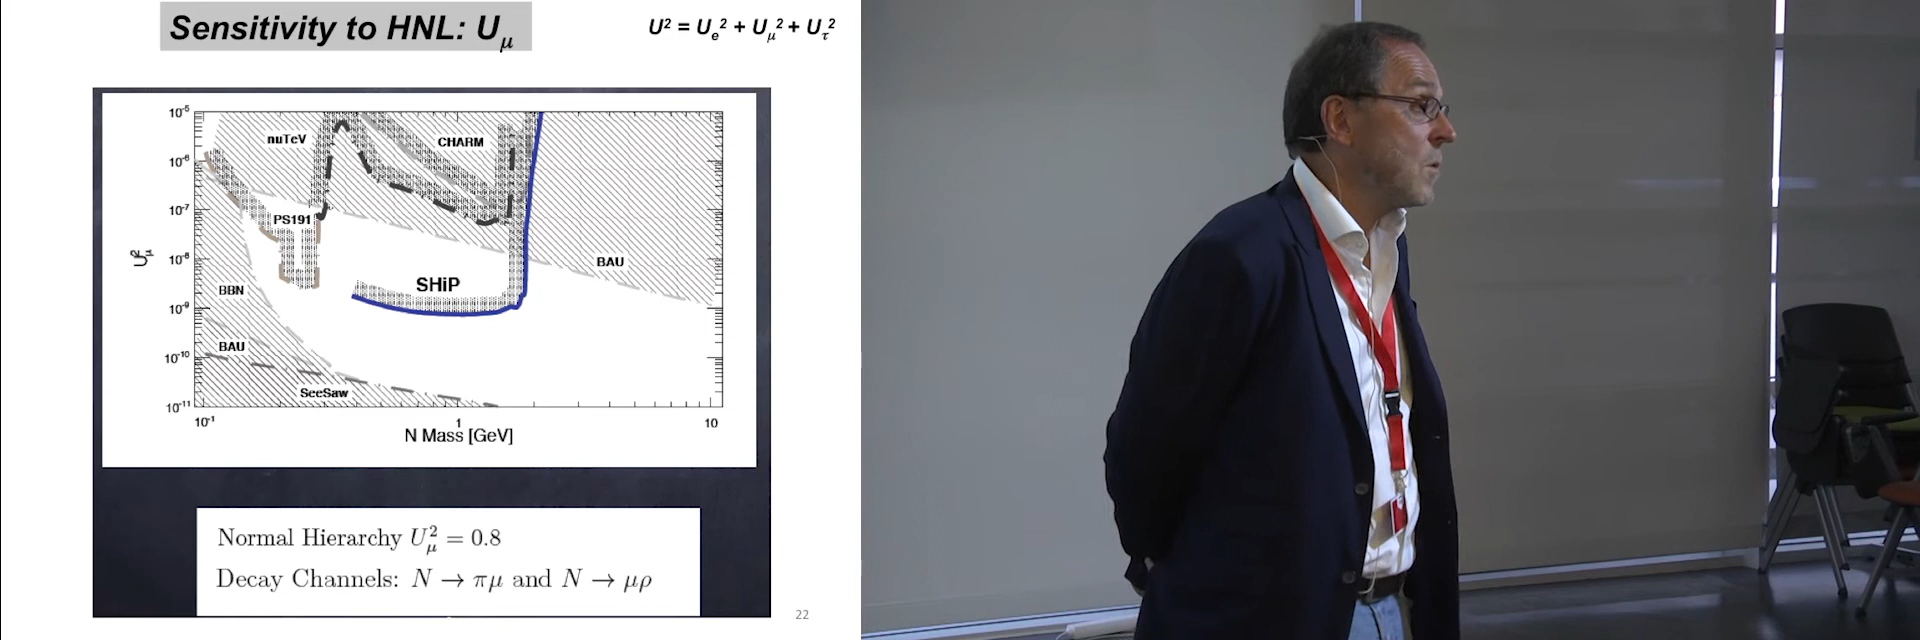 Sensitivity to HNL: Uμ
U² = Uₑ² + Uμ² + Uτ²
10⁻⁵
nuTeV
CHARM
10⁻⁶
10⁻⁷
PS191
U²μ
10⁻⁸
BAU
SHiP
BBN
10⁻⁹
BAU
10⁻¹⁰
SeeSaw
10⁻¹¹
10⁻¹ 1 10
N Mass [GeV]
Normal Hierarchy U²μ = 0.8
Decay Channels: N → πμ and N → μρ
22